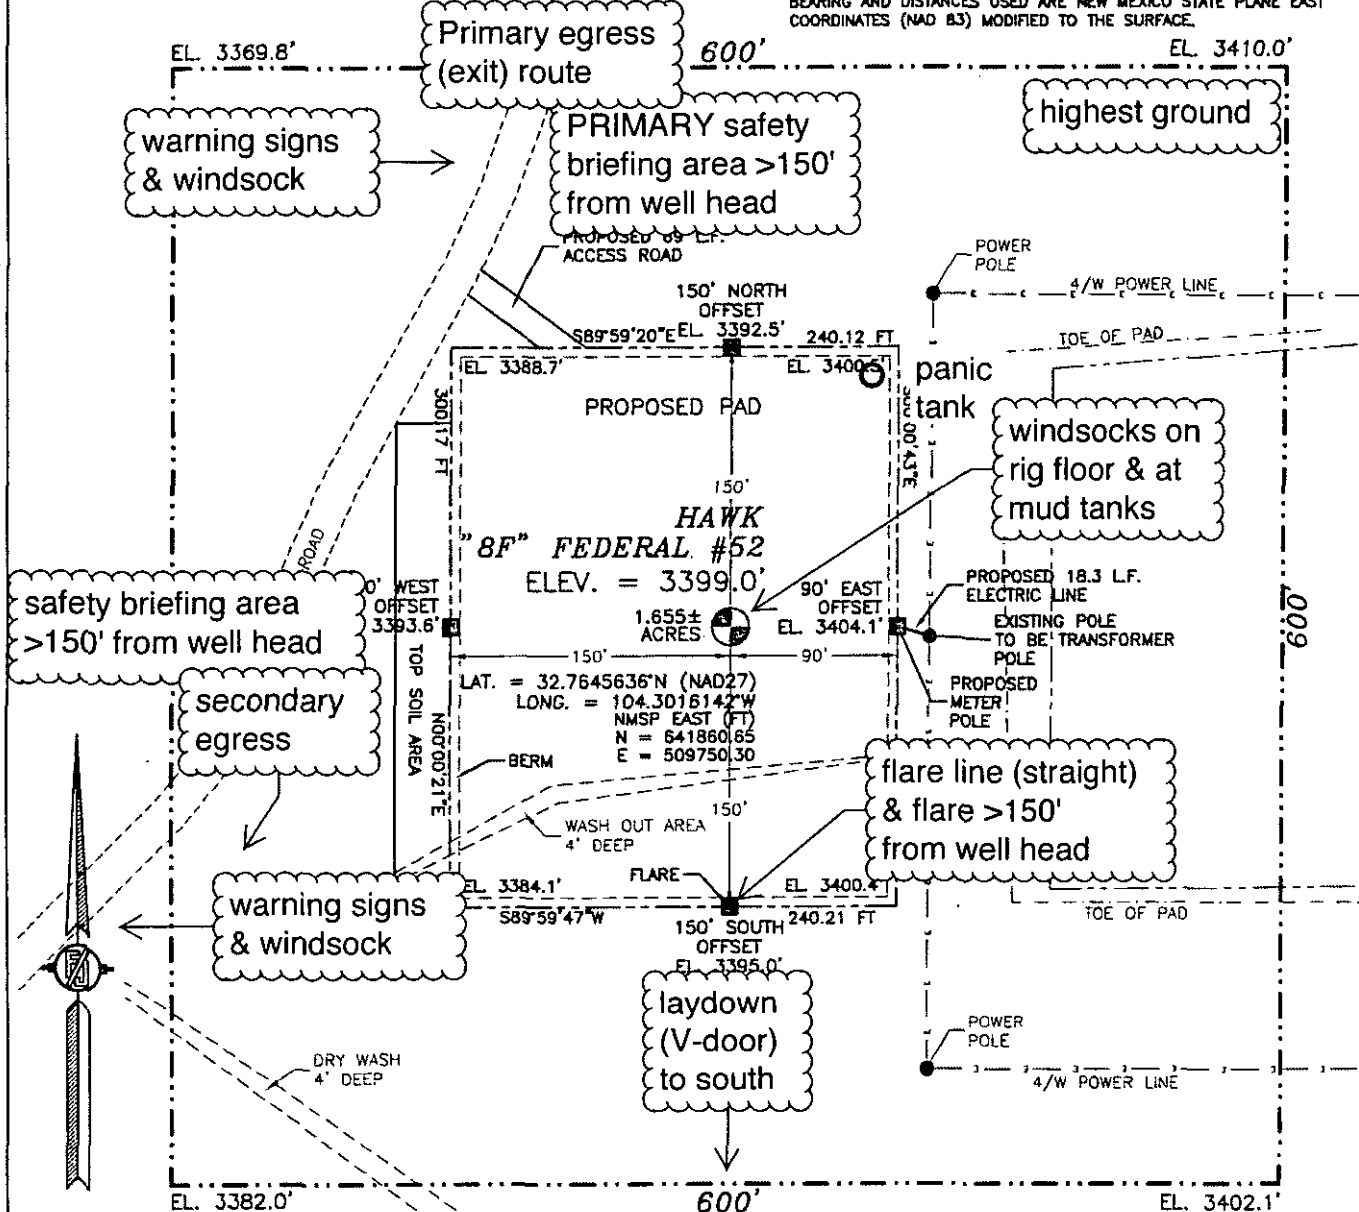 BEARING AND DISTANCES USED ARE NEW MEXICO STATE PLANE EAST
COORDINATES (NAD 83) MODIFIED TO THE SURFACE.
EL. 3369.8'
600'
EL. 3410.0'
Primary egress
(exit) route
highest ground
warning signs
& windsock
PRIMARY safety
briefing area >150'
from well head
PROPOSED 69 L.F.
ACCESS ROAD
POWER
POLE
4/W POWER LINE
150' NORTH
OFFSET
EL. 3392.5'
S89°59'20"E
240.12 FT
TOE OF PAD
EL. 3388.7'
EL. 3400.5'
panic
tank
PROPOSED PAD
300.17 FT
windsocks on
rig floor & at
mud tanks
150'
HAWK
"8F" FEDERAL #52
ELEV. = 3399.0'
ROAD
safety briefing area
>150' from well head
0' WEST
OFFSET
3393.6'
1.655±
ACRES
90' EAST
OFFSET
EL. 3404.1'
PROPOSED 18.3 L.F.
ELECTRIC LINE
EXISTING POLE
TO BE TRANSFORMER
POLE
600'
150'
90'
PROPOSED
METER
POLE
TOP SOIL AREA
LAT. = 32.7645636°N (NAD27)
LONG. = 104.3016142°W
NMSP EAST (FT)
N = 641860.65
E = 509750.30
secondary
egress
N00°00'21"E
BERM
flare line (straight)
& flare >150'
from well head
150'
WASH OUT AREA
4' DEEP
FLARE
EL. 3384.1'
EL. 3400.4'
S89°59'47"W
240.21 FT
TOE OF PAD
warning signs
& windsock
150' SOUTH
OFFSET
EL. 3395.0'
laydown
(V-door)
to south
POWER
POLE
4/W POWER LINE
DRY WASH
4' DEEP
EL. 3382.0'
600'
EL. 3402.1'